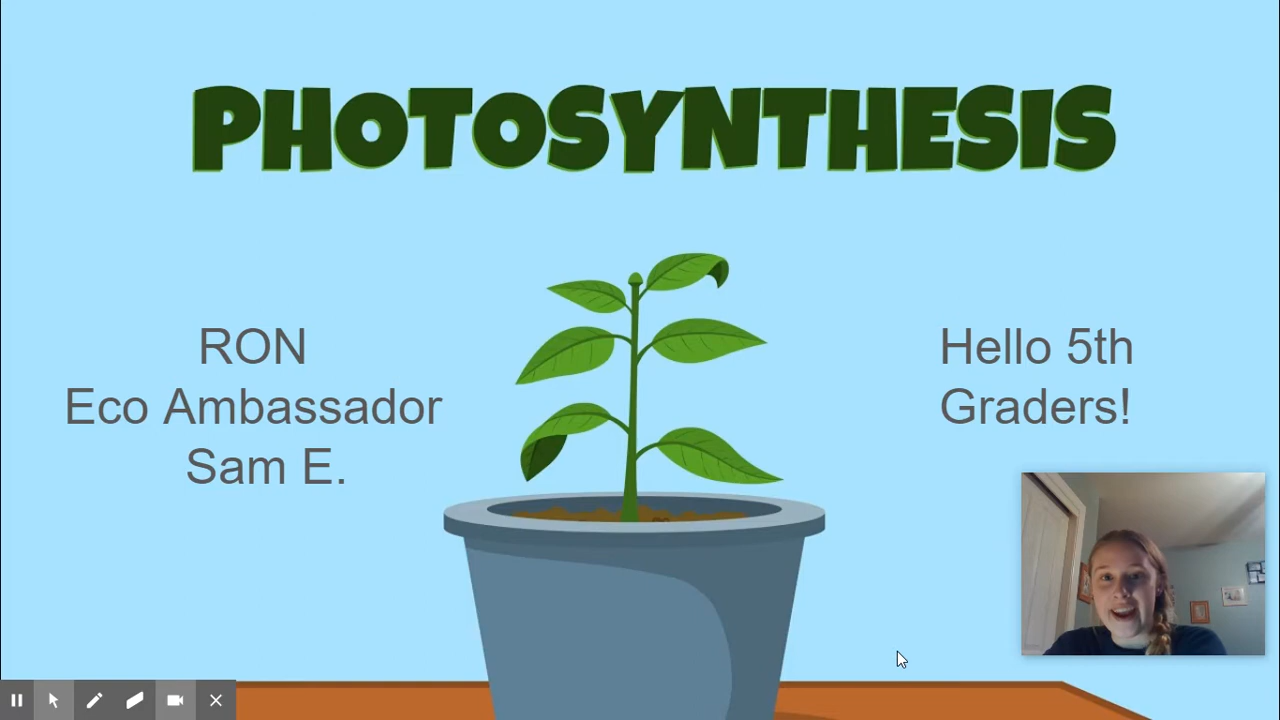 PHOTOSYNTHESIS
RON
Eco Ambassador
Sam E.
Hello 5th
Graders!